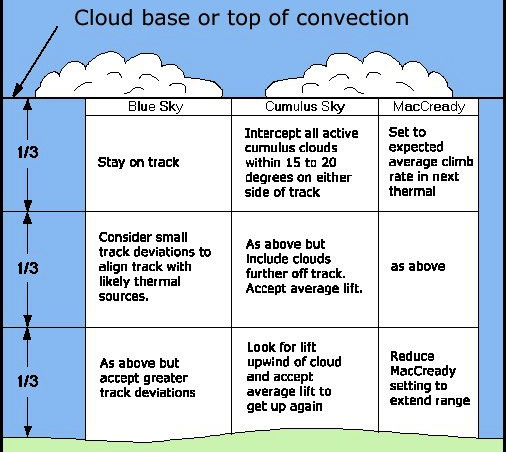 Cloud base or top of convection
Blue Sky
Cumulus Sky
MacCready
1/3
Stay on track
Intercept all active
cumulus clouds
within 15 to 20
degrees on either
side of track
Set to
expected
average climb
rate in next
thermal
1/3
Consider small
track deviations to
align track with
likely thermal
sources.
As above but
Include clouds
further off track.
Accept average lift.
as above
1/3
As above but
accept greater
track deviations
Look for lift
upwind of cloud
and accept
average lift to
get up again
Reduce
MacCready
setting to
extend range